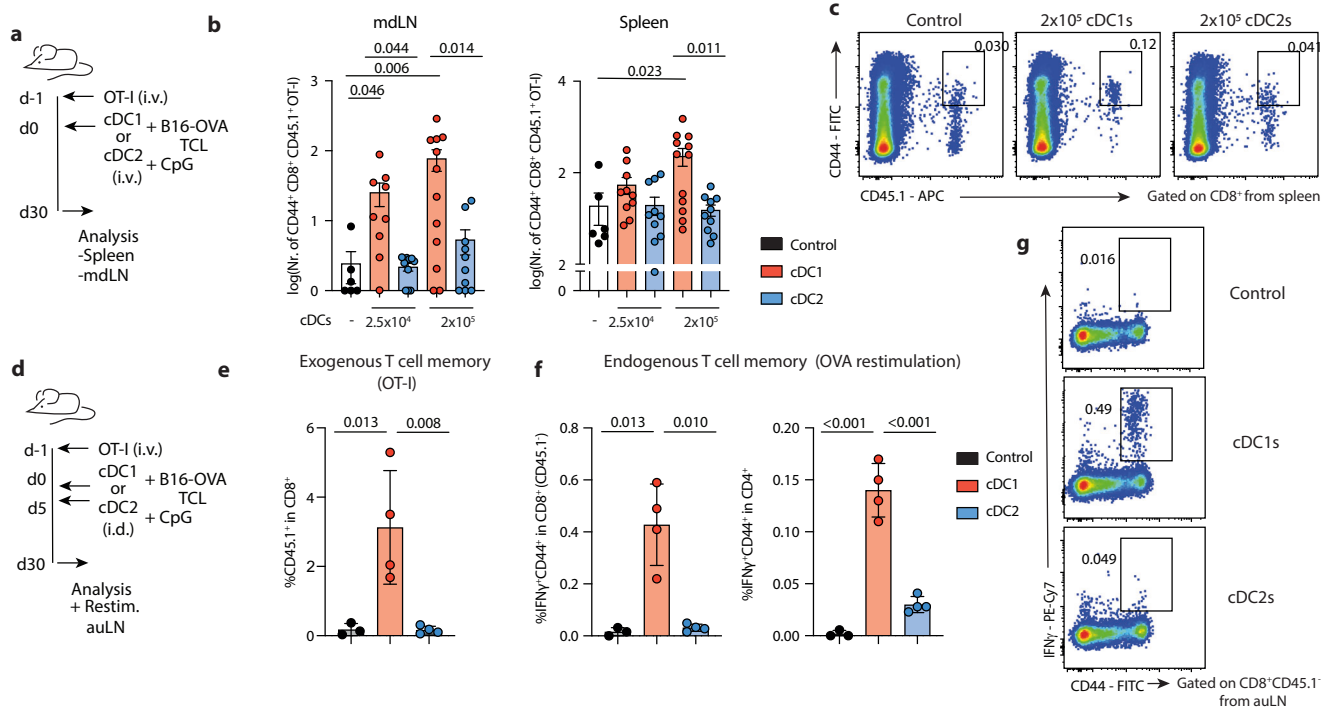 a
d-1
OT-I (i.v.)
d0
cDC1
or
cDC2
(i.v.)
+ B16-OVA
TCL
+ CpG
d30
Analysis
-Spleen
-mdLN
b
mdLN
0.044
0.014
0.006
0.046
log(Nr. of CD44⁺ CD8⁺ CD45.1⁺ OT-I)
3
2
1
0
cDCs
-
2.5x10⁴
2x10⁵
Spleen
0.011
0.023
log(Nr. of CD44⁺ CD8⁺ CD45.1⁺ OT-I)
4
2
2
0
-
2.5x10⁴
2x10⁵
Control
cDC1
cDC2
c
Control
2x10⁵ cDC1s
2x10⁵ cDC2s
0.030
0.12
0.041
CD44 - FITC
CD45.1 - APC
Gated on CD8⁺ from spleen
d
d-1
OT-I (i.v.)
d0
d5
cDC1
or
cDC2
(i.d.)
+ B16-OVA
TCL
+ CpG
d30
Analysis
+ Restim.
auLN
e
Exogenous T cell memory
(OT-I)
0.013
0.008
%CD45.1⁺ in CD8⁺
6
4
2
0
f
Endogenous T cell memory (OVA restimulation)
0.013
0.010
%IFNγ⁺CD44⁺ in CD8⁺ (CD45.1⁻)
0.8
0.6
0.4
0.2
0.0
<0.001
<0.001
%IFNγ⁺CD44⁺ in CD4⁺
0.20
0.15
0.10
0.05
0.00
Control
cDC1
cDC2
g
0.016
Control
0.49
cDC1s
0.049
cDC2s
IFNγ - PE-Cy7
CD44 - FITC
Gated on CD8⁺CD45.1⁻
from auLN